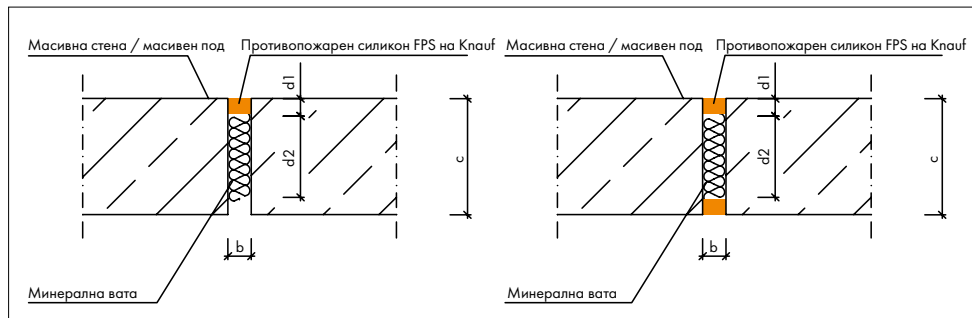 Масивна стена / масивен под
Противопожарен силикон FPS на Knauf
d1
d2
c
b
Минерална вата
Масивна стена / масивен под
Противопожарен силикон FPS на Knauf
d1
d2
c
b
Минерална вата